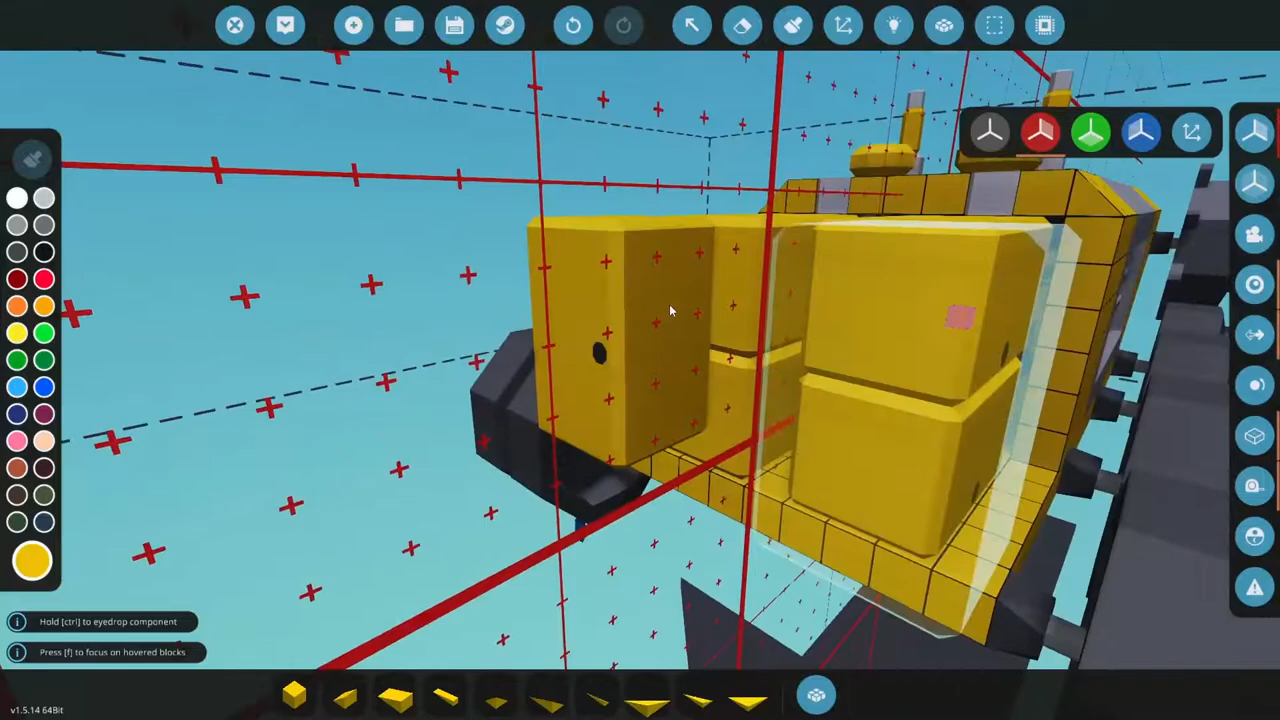 Hold [ctrl] to eyedrop component
Press [f] to focus on hovered blocks
v1.5.14 64Bit